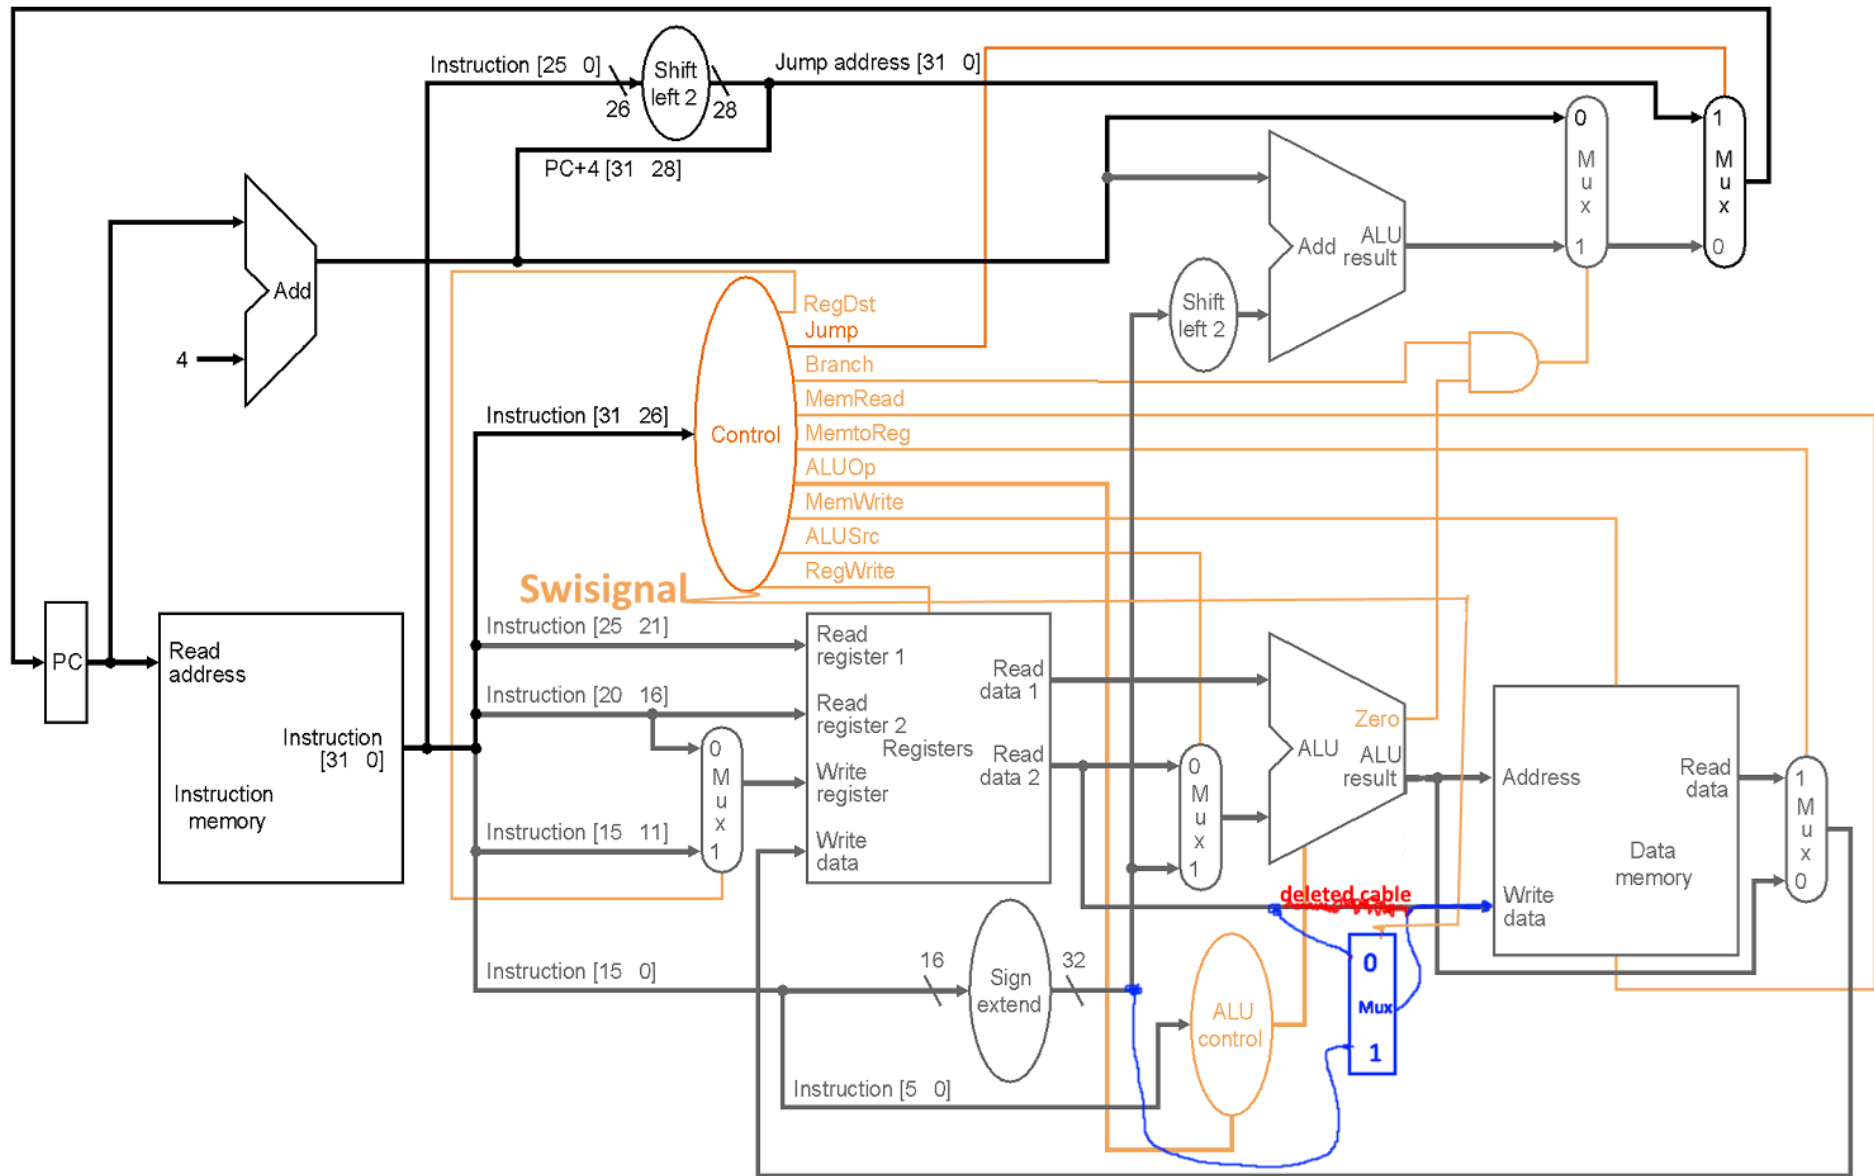 Instruction [25 0]
26
Shift
left 2
28
Jump address [31 0]
PC+4 [31 28]
Add
4
0
M
u
x
1
1
M
u
x
0
Add
ALU
result
Shift
left 2
RegDst
Jump
Branch
MemRead
MemtoReg
ALUOp
MemWrite
ALUSrc
RegWrite
Control
Instruction [31 26]
Swisignal
PC
Read
address
Instruction
[31 0]
Instruction
memory
Instruction [25 21]
Instruction [20 16]
Instruction [15 11]
Instruction [15 0]
Instruction [5 0]
0
M
u
x
1
Read
register 1
Read
register 2
Write
register
Write
data
Registers
Read
data 1
Read
data 2
0
M
u
x
1
Zero
ALU
ALU
result
Address
Read
data
Data
memory
Write
data
1
M
u
x
0
deleted cable
16
Sign
extend
32
ALU
control
0
Mux
1